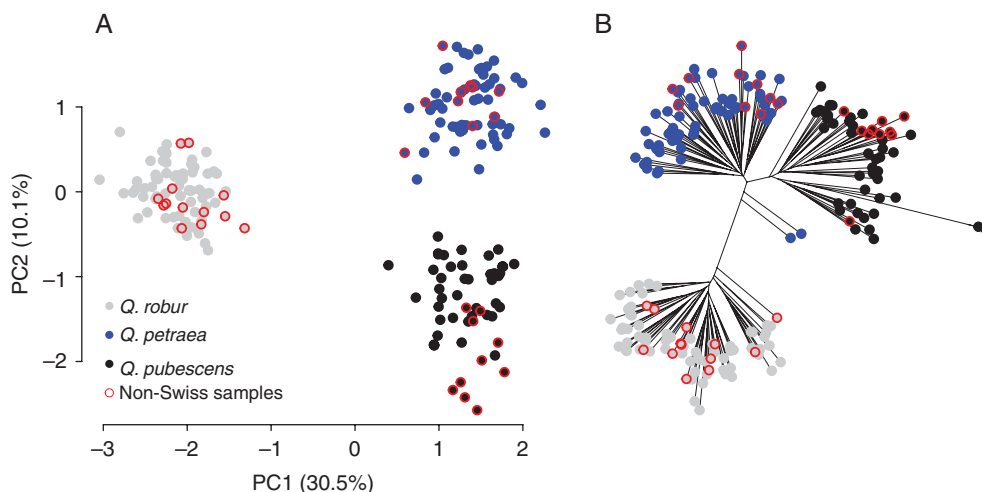 A
B
1
0
−1
−2
PC2 (10.1%)
Q. robur
Q. petraea
Q. pubescens
Non-Swiss samples
−3
−2
−1
0
1
2
PC1 (30.5%)